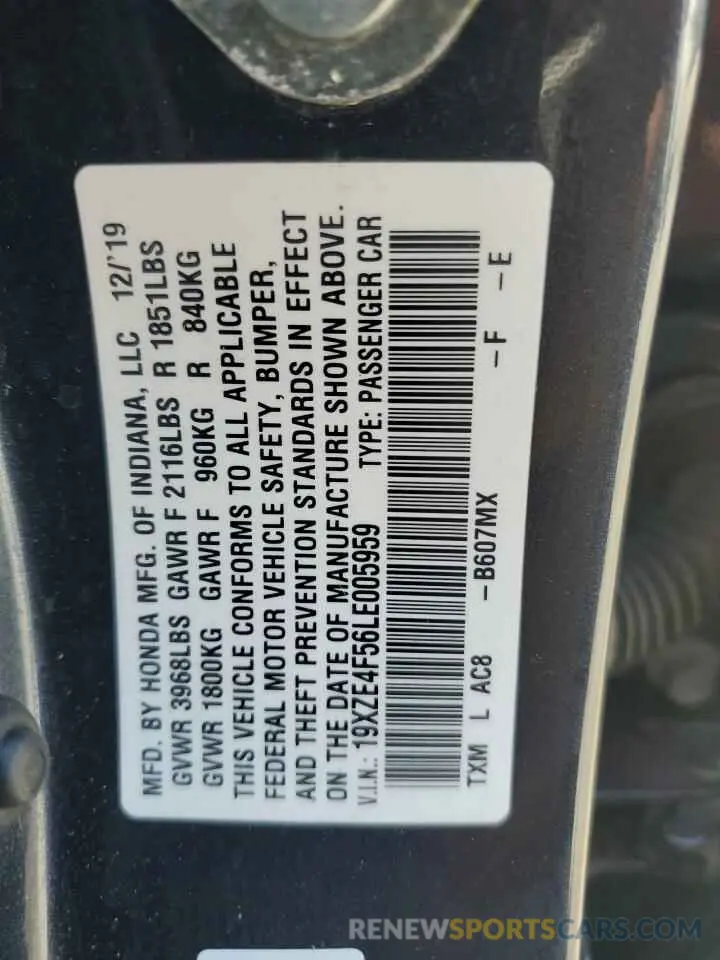 MFD. BY HONDA MFG. OF INDIANA, LLC 12/'19
GVWR 3968LBS GAWR F 2116LBS R 1851LBS
GVWR 1800KG GAWR F 960KG R 840KG
THIS VEHICLE CONFORMS TO ALL APPLICABLE
FEDERAL MOTOR VEHICLE SAFETY, BUMPER,
AND THEFT PREVENTION STANDARDS IN EFFECT
ON THE DATE OF MANUFACTURE SHOWN ABOVE.
V.I.N.: 19XZE4F56LE005959 TYPE: PASSENGER CAR
TXM L AC8 -B607MX -F -E
RENEWSPORTSCARS.COM